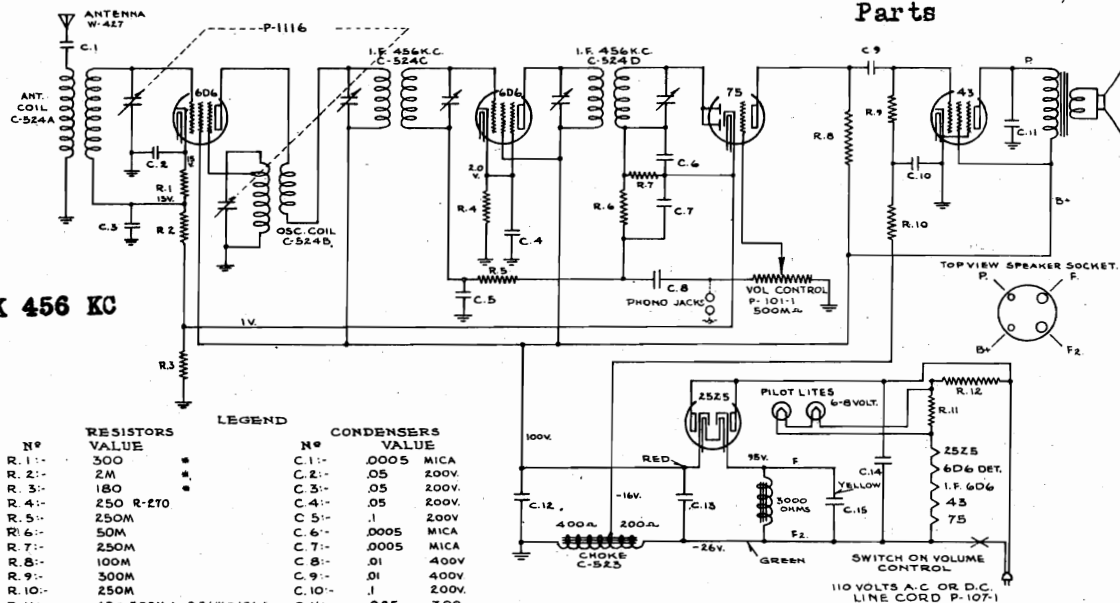 Parts
ANTENNA
W-427
C.1
P-1116
I.F. 456K.C.
C-524C
I.F. 456K.C.
C-524D
C 9
ANT.
COIL
C-524A
6D6
6D6
75
43
P.
C.2
R.1
15V.
R 2
C.3
OSC. COIL
C-524B
2.0
V.
R.4
C.4
C.6
R.7
R.6
C.7
R.8
R.9
C.10
C.11
R.10
B+
R.5
C.5
C.8
PHONO JACKS
VOL CONTROL
P-101-1
500MΩ
TOP VIEW SPEAKER SOCKET.
P.
F.
B+
F2.
K 456 KC
1V.
R.3
25Z5
PILOT LITES
6-8 VOLT.
R.12
R.11
100V.
RED
95V.
F
YELLOW
C.14
25Z5
6D6 DET.
I.F. 6D6
43
75
C.12
-16V.
C.13
3000
OHMS
C.15
400Ω 200Ω
CHOKE
C-523
-26V.
F2.
GREEN
SWITCH ON VOLUME
CONTROL
110 VOLTS A-C OR D.C.
LINE CORD P-107-1
LEGEND
RESISTORS
Nº VALUE
R.1:- 300 *
R.2:- 2M *
R.3:- 180 *
R.4:- 250 R-270
R.5:- 250M
R.6:- 50M
R.7:- 250M
R.8:- 100M
R.9:- 300M
R.10:- 250M
CONDENSERS
Nº VALUE
C.1:- .0005 MICA
C.2:- .05 200V.
C.3:- .05 200V.
C.4:- .05 200V.
C 5:- .1 200V
C.6:- .0005 MICA
C.7:- .0005 MICA
C 8:- .01 400V
C.9:- .01 400V.
C.10:- .1 200V.